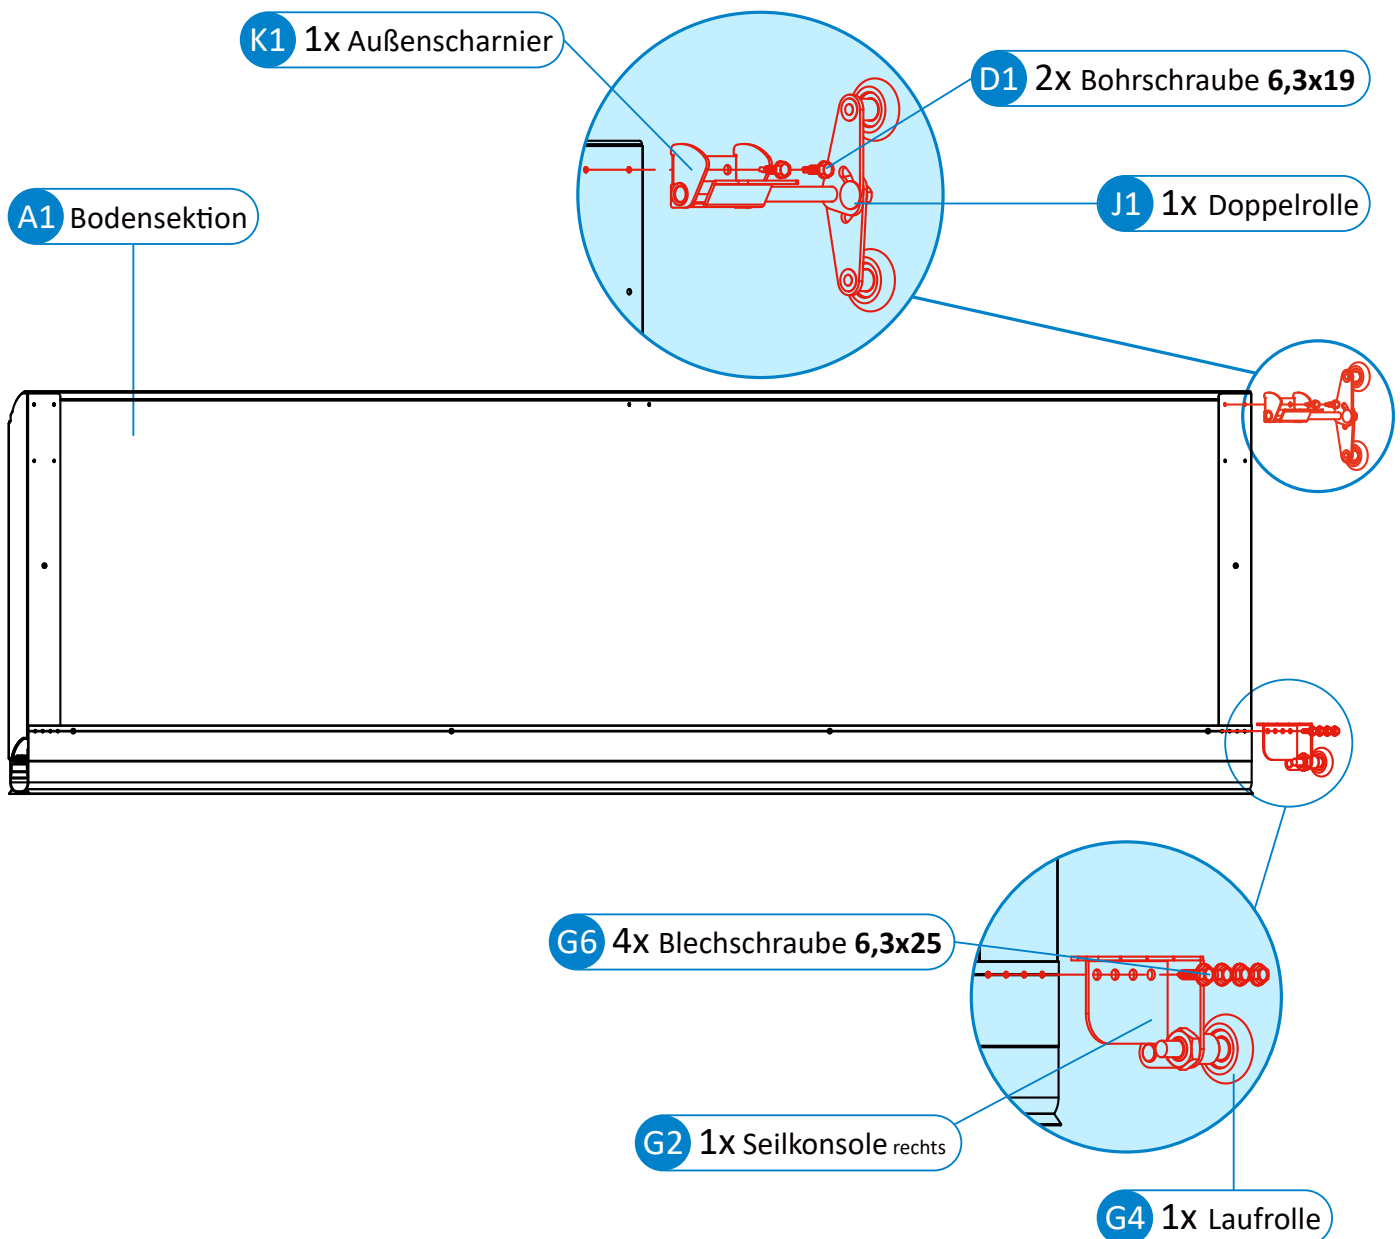 K1 1x Außenscharnier
D1 2x Bohrschraube 6,3x19
A1 Bodensektion
J1 1x Doppelrolle
G6 4x Blechschraube 6,3x25
G2 1x Seilkonsole rechts
G4 1x Laufrolle